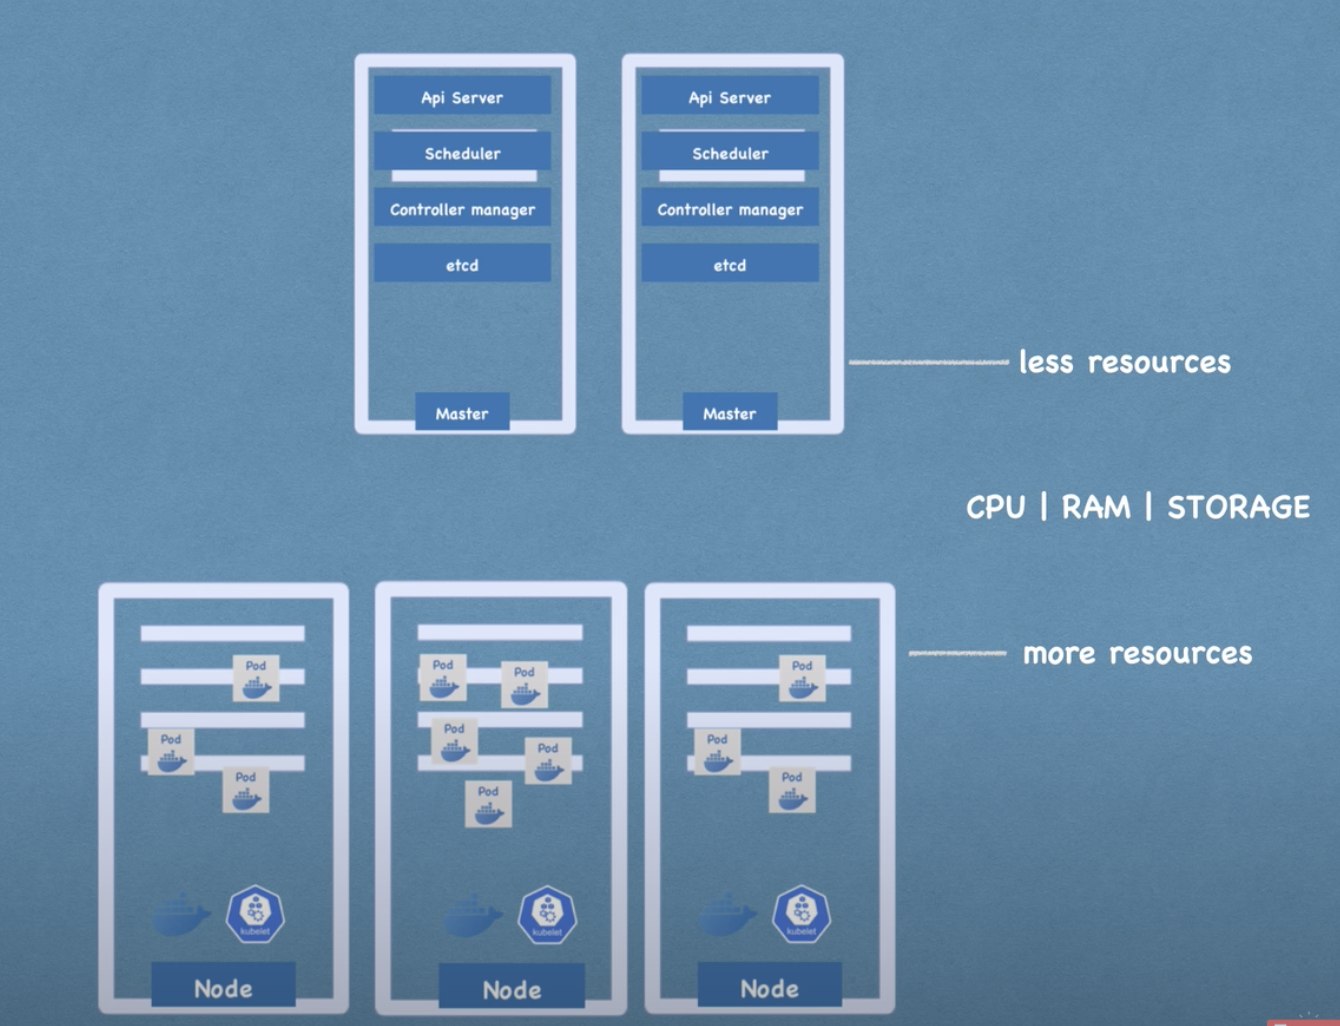 Api Server
Api Server
Scheduler
Scheduler
Controller manager
Controller manager
etcd
etcd
less resources
Master
Master
CPU | RAM | STORAGE
more resources
Pod
Pod
Pod
Pod
Pod
Pod
Pod
Pod
Pod
Pod
Pod
kubelet
kubelet
kubelet
Node
Node
Node